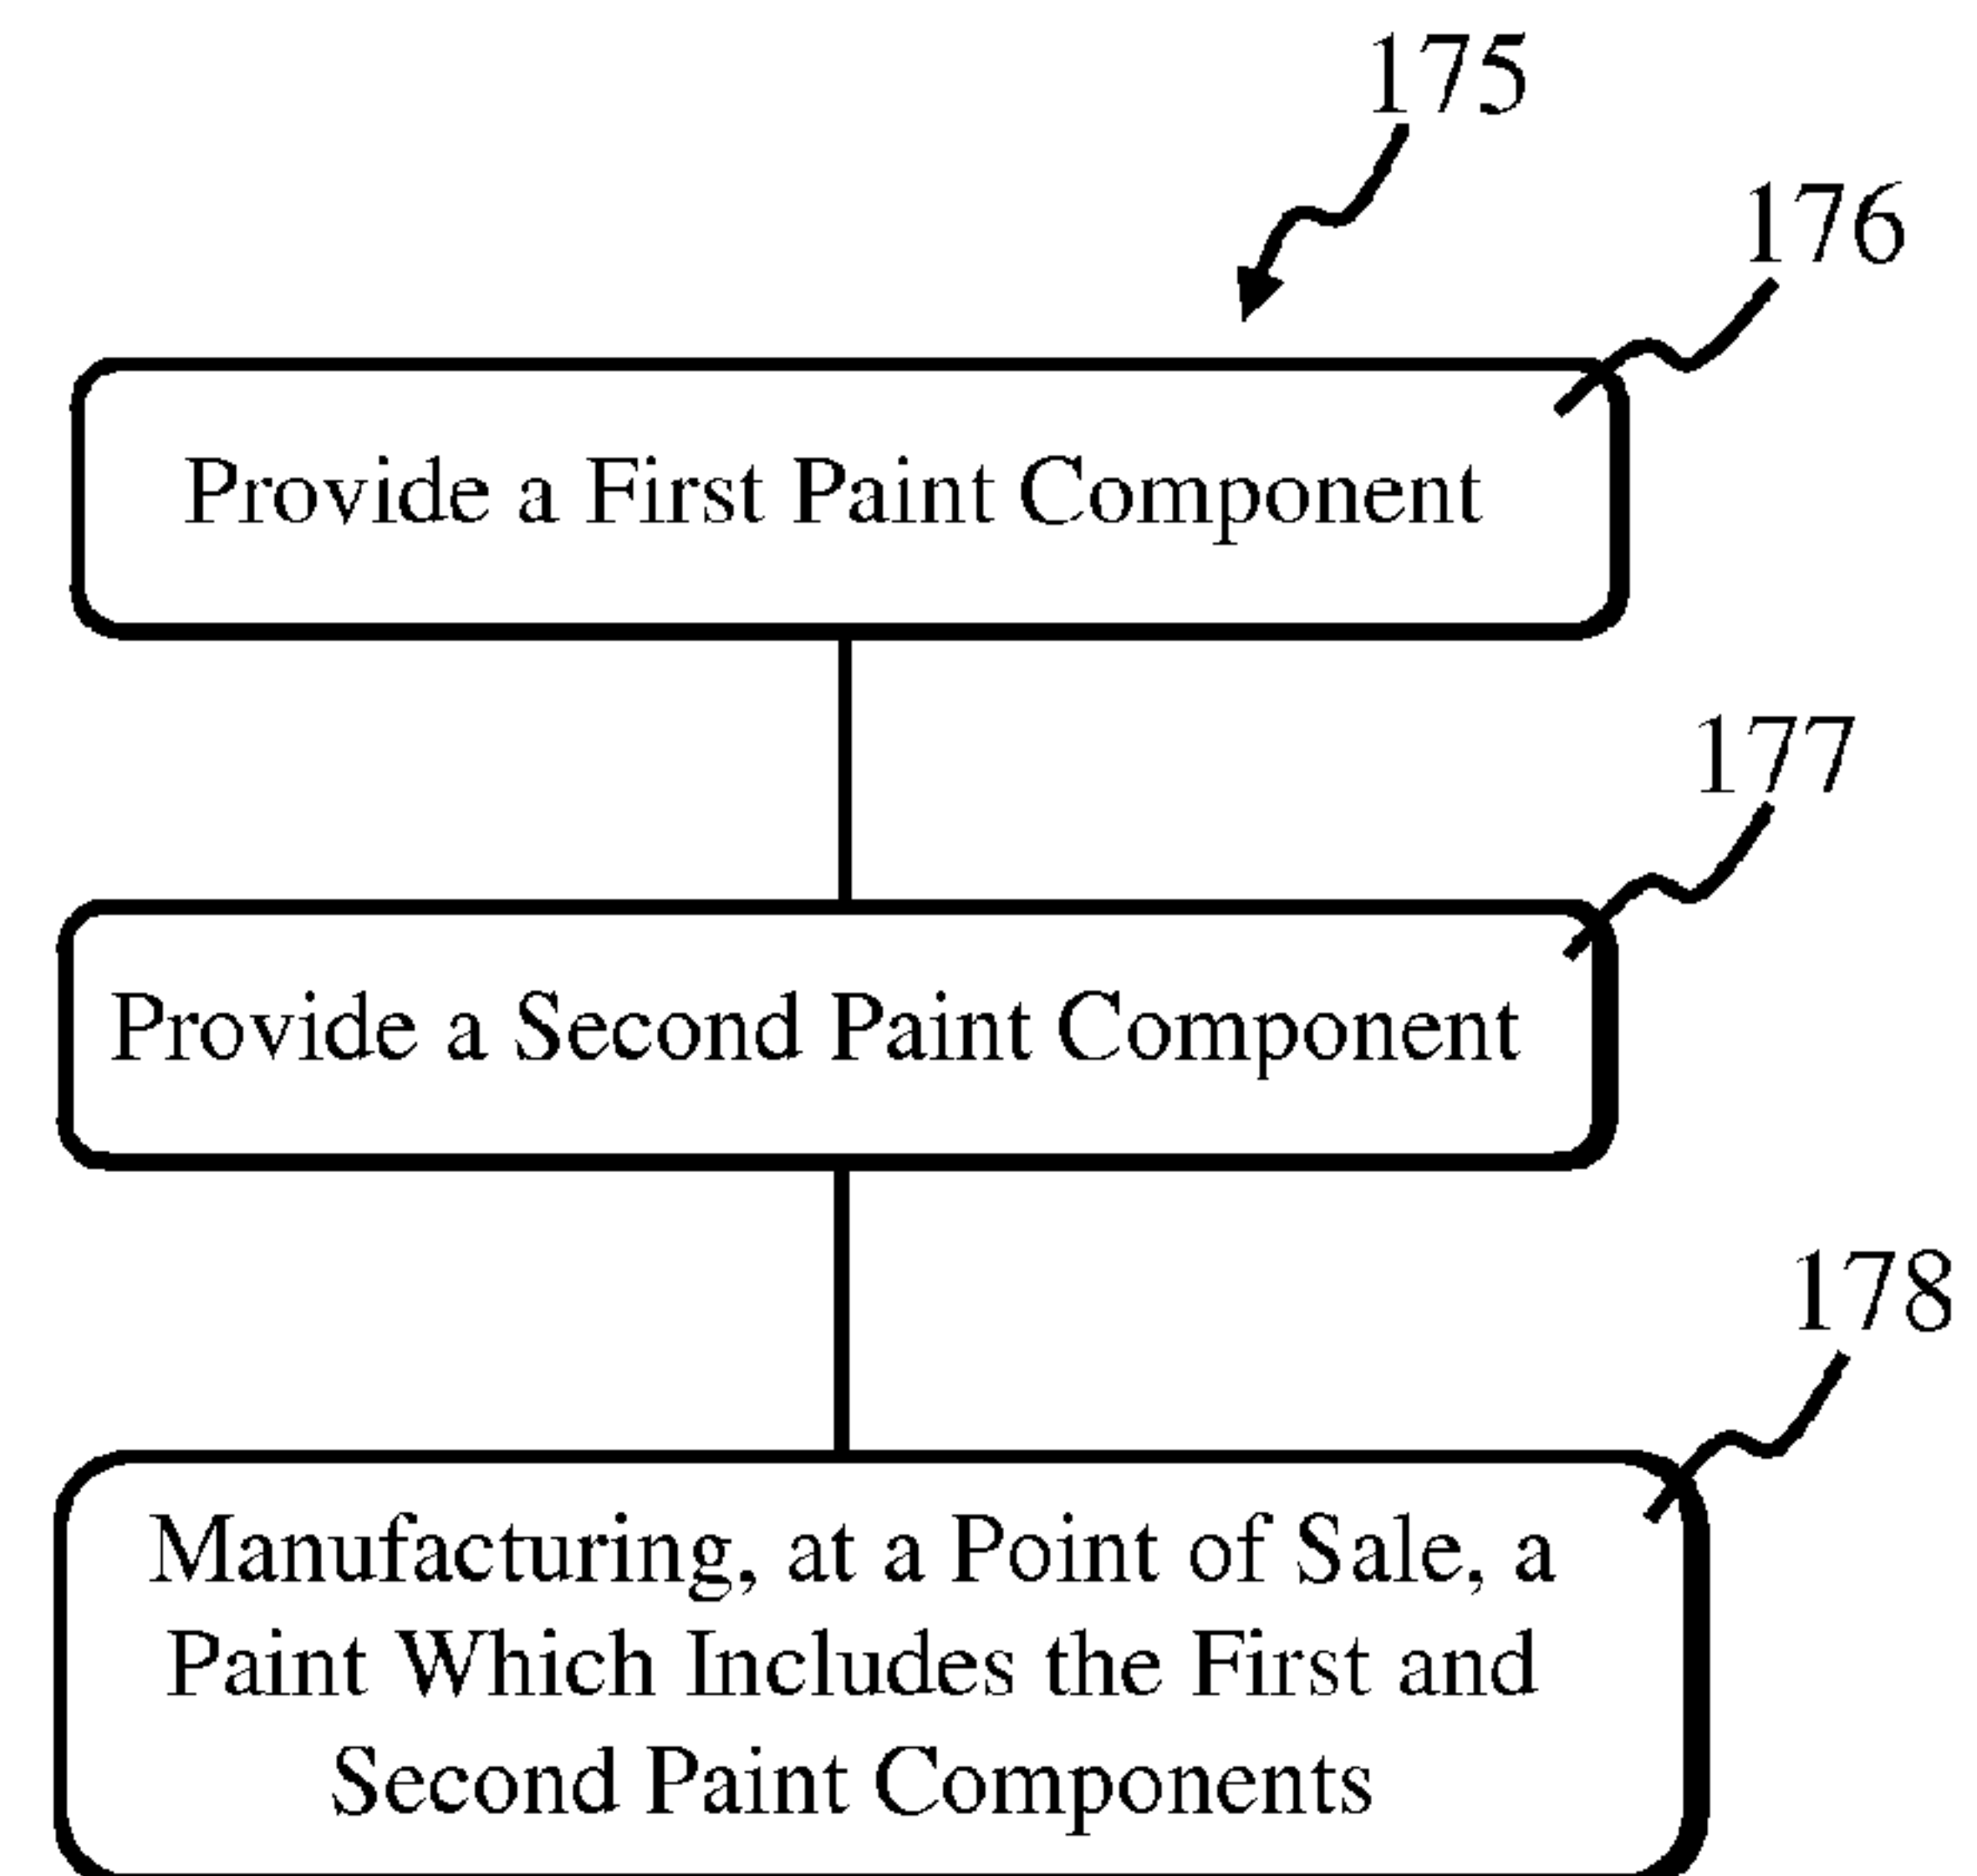 175
176
Provide a First Paint Component
177
Provide a Second Paint Component
178
Manufacturing, at a Point of Sale, a
Paint Which Includes the First and
Second Paint Components